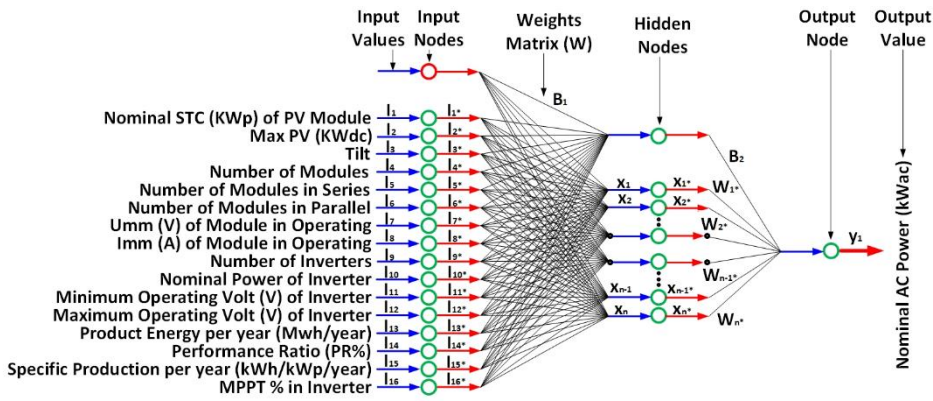 Input Values
Input Nodes
Weights Matrix (W)
Hidden Nodes
Output Node
Output Value
B1
Nominal STC (KWp) of PV Module I1 I1*
Max PV (KWdc) I2 I2*
Tilt I3 I3*
Number of Modules I4 I4*
Number of Modules in Series I5 I5*
Number of Modules in Parallel I6 I6*
Umm (V) of Module in Operating I7 I7*
Imm (A) of Module in Operating I8 I8*
Number of Inverters I9 I9*
Nominal Power of Inverter I10 I10*
Minimum Operating Volt (V) of Inverter I11 I11*
Maximum Operating Volt (V) of Inverter I12 I12*
Product Energy per year (Mwh/year) I13 I13*
Performance Ratio (PR%) I14 I14*
Specific Production per year (kWh/kWp/year) I15 I15*
MPPT % in Inverter I16 I16*
B2
X1 X1* W1*
X2 X2*
W2*
Wn-1*
Xn-1 Xn-1*
Xn Xn* Wn*
y1
Nominal AC Power (kWac)